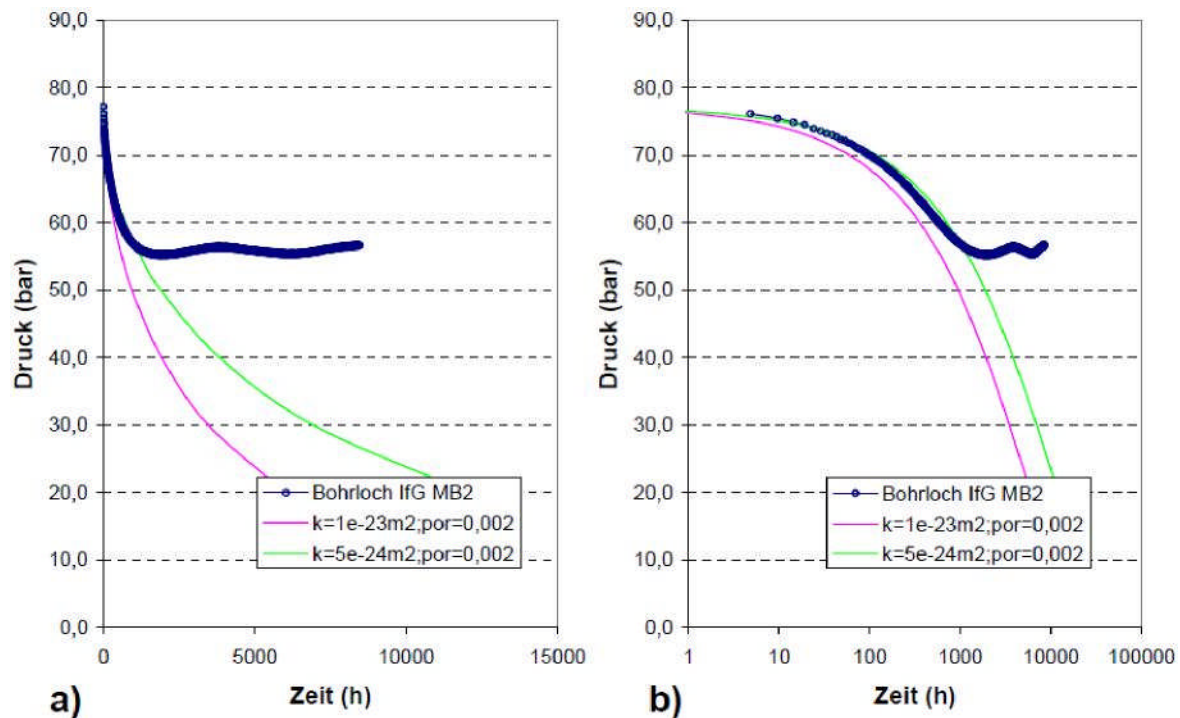 90,0
80,0
70,0
60,0
50,0
40,0
30,0
20,0
10,0
0,0
Druck (bar)
0
5000
10000
15000
Zeit (h)
a)
Bohrloch IfG MB2
k=1e-23m2;por=0,002
k=5e-24m2;por=0,002
90,0
80,0
70,0
60,0
50,0
40,0
30,0
20,0
10,0
0,0
Druck (bar)
1
10
100
1000
10000
100000
Zeit (h)
b)
Bohrloch IfG MB2
k=1e-23m2;por=0,002
k=5e-24m2;por=0,002